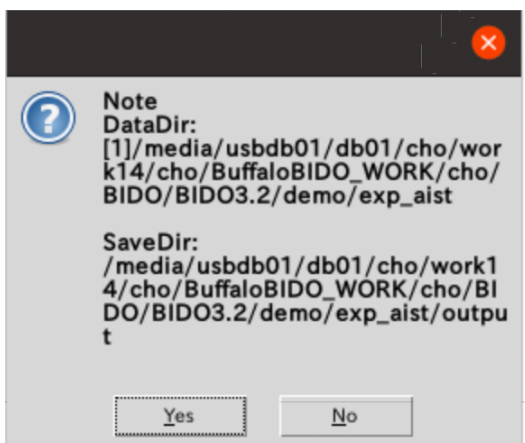 Note
DataDir:
[1]/media/usbdb01/db01/cho/wor
k14/cho/BuffaloBIDO_WORK/cho/
BIDO/BIDO3.2/demo/exp_aist
SaveDir:
/media/usbdb01/db01/cho/work1
4/cho/BuffaloBIDO_WORK/cho/BI
DO/BIDO3.2/demo/exp_aist/outpu
t
Yes No